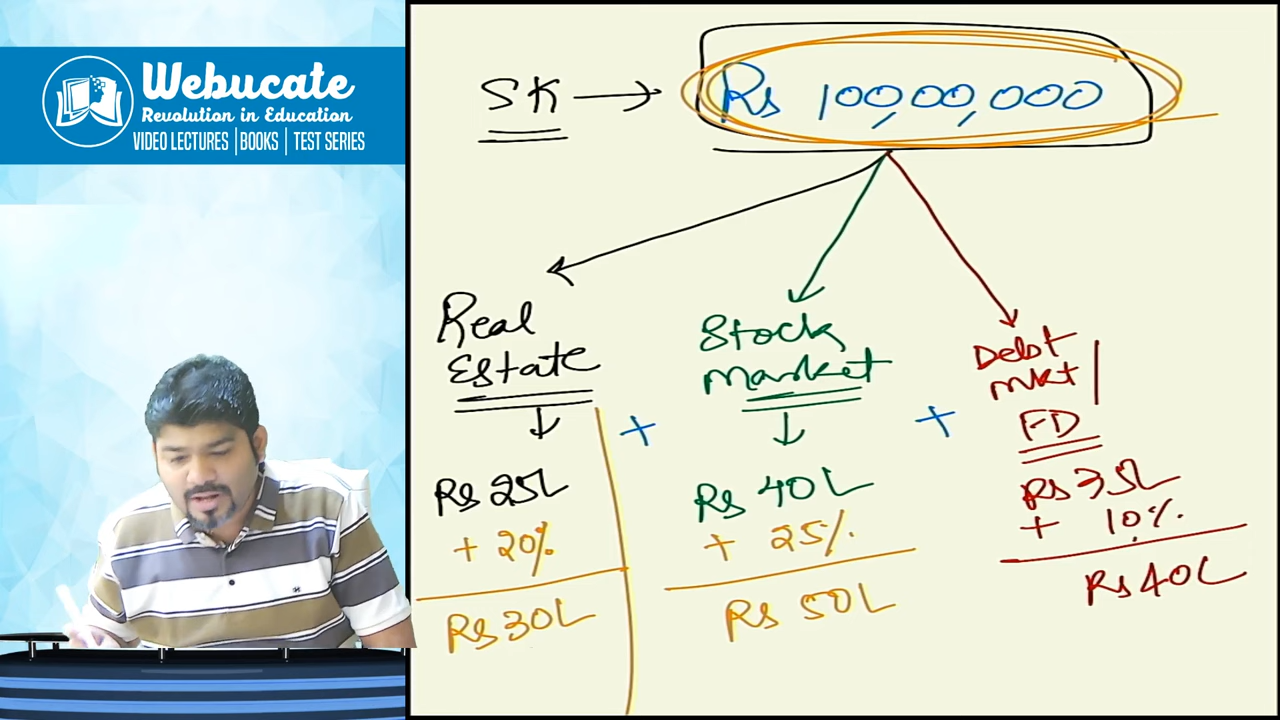 Webucate
Revolution in Education
VIDEO LECTURES | BOOKS | TEST SERIES
SK → Rs 10,00,000
Real
Estate
↓
Rs 25L
+ 20%
Rs 30L
+
Stock
Market
↓
Rs 40L
+ 25%
Rs 50L
+
Debt
Mkt |
FD
Rs 35L
+ 10%
Rs 40L